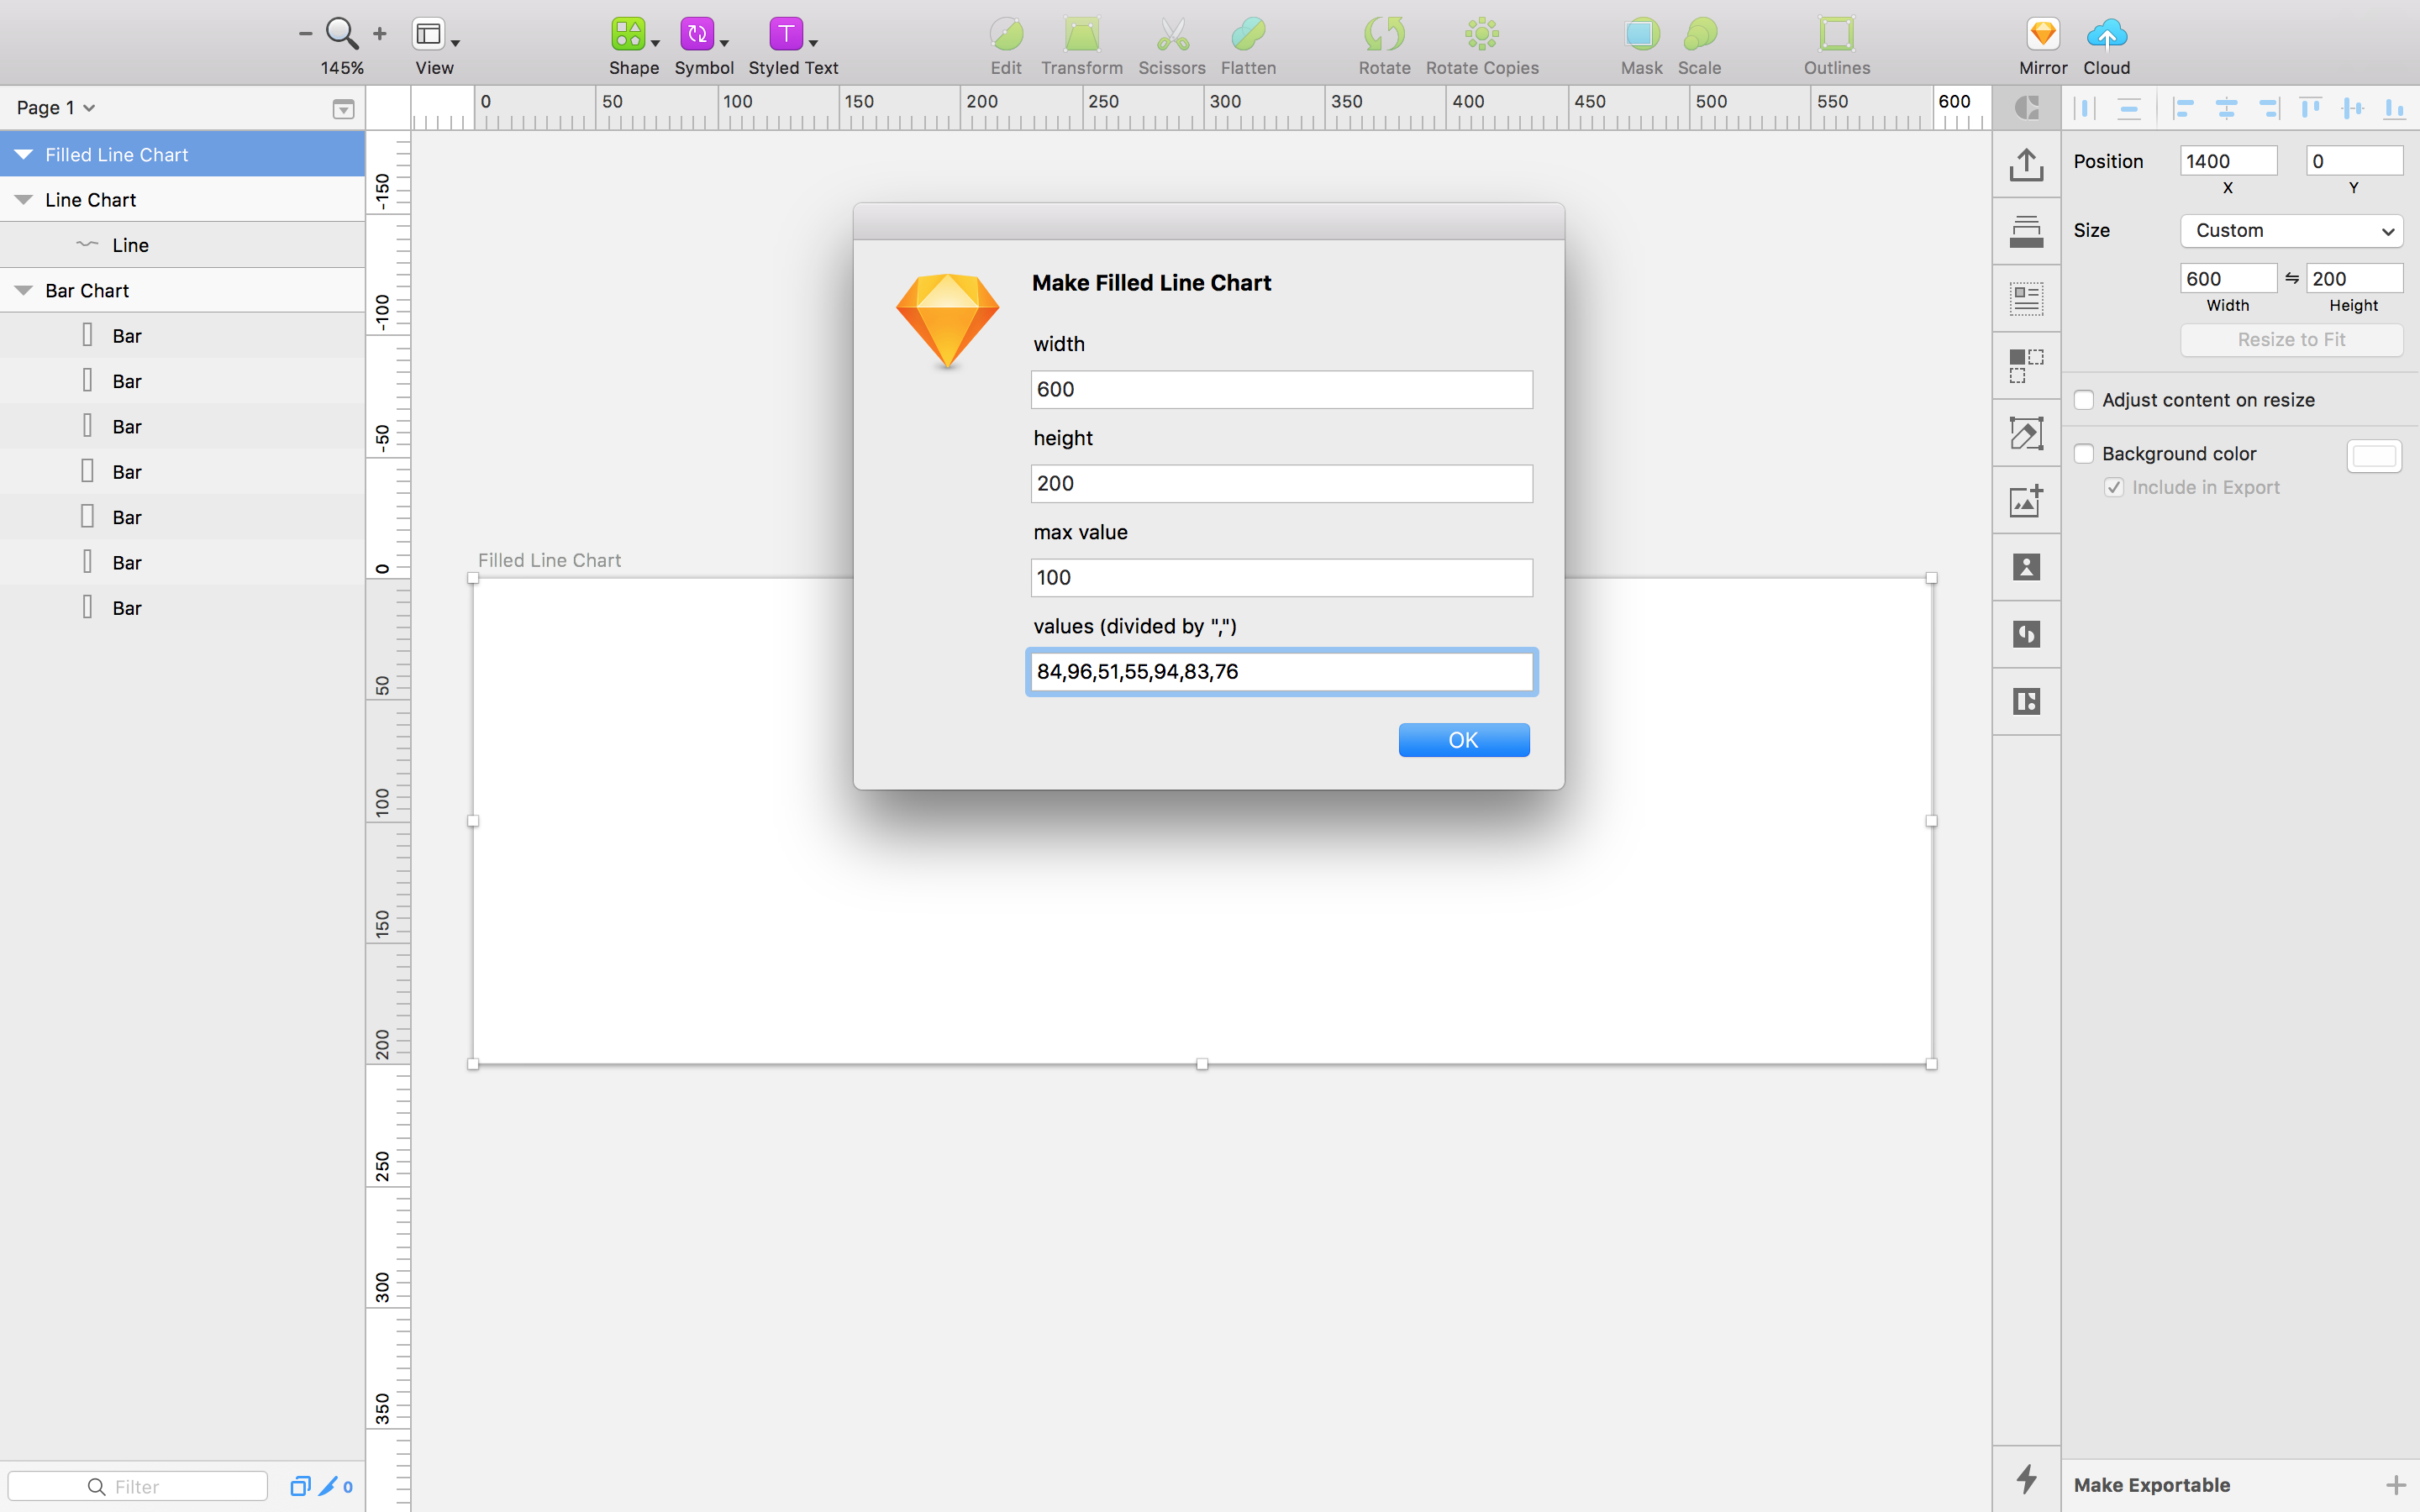 145%
View
Shape
Symbol
Styled Text
Edit
Transform
Scissors
Flatten
Rotate
Rotate Copies
Mask
Scale
Outlines
Mirror
Cloud
Page 1
0 50 100 150 200 250 300 350 400 450 500 550 600
Filled Line Chart
Line Chart
Line
Bar Chart
Bar
Bar
Bar
Bar
Bar
Bar
Bar
Filter
0
-150
-100
-50
0
50
100
150
200
250
300
350
Filled Line Chart
Make Filled Line Chart
width
600
height
200
max value
100
values (divided by ",")
84,96,51,55,94,83,76
OK
Position
1400
0
X
Y
Size
Custom
600
200
Width
Height
Resize to Fit
Adjust content on resize
Background color
Include in Export
Make Exportable